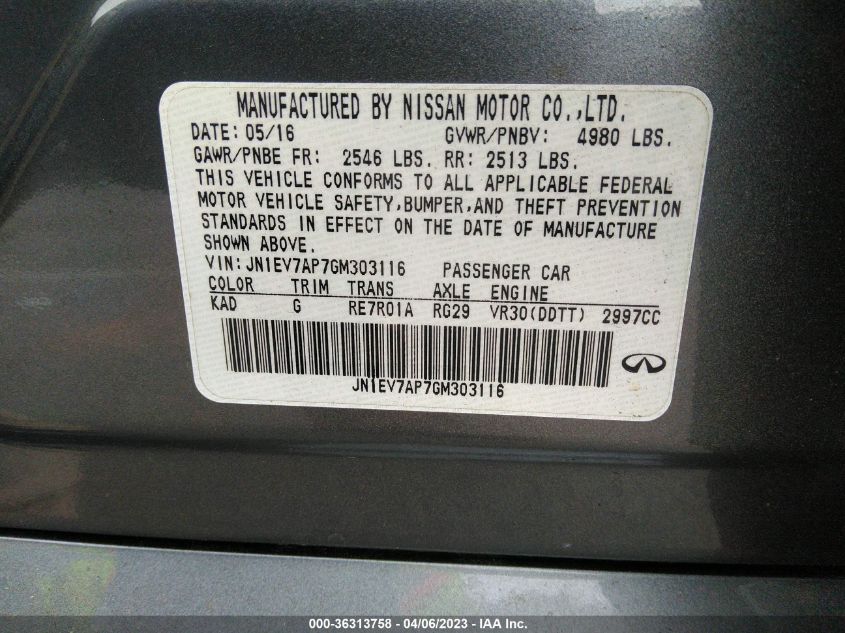 MANUFACTURED BY NISSAN MOTOR CO.,LTD.
DATE: 05/16 GVWR/PNBV: 4980 LBS.
GAWR/PNBE FR: 2546 LBS. RR: 2513 LBS.
THIS VEHICLE CONFORMS TO ALL APPLICABLE FEDERAL
MOTOR VEHICLE SAFETY,BUMPER,AND THEFT PREVENTION
STANDARDS IN EFFECT ON THE DATE OF MANUFACTURE
SHOWN ABOVE.
VIN: JN1EV7AP7GM303116 PASSENGER CAR
COLOR TRIM TRANS AXLE ENGINE
KAD G RE7R01A RG29 VR30(DDTT) 2997CC
JN1EV7AP7GM303116
000-36313758 - 04/06/2023 - IAA Inc.